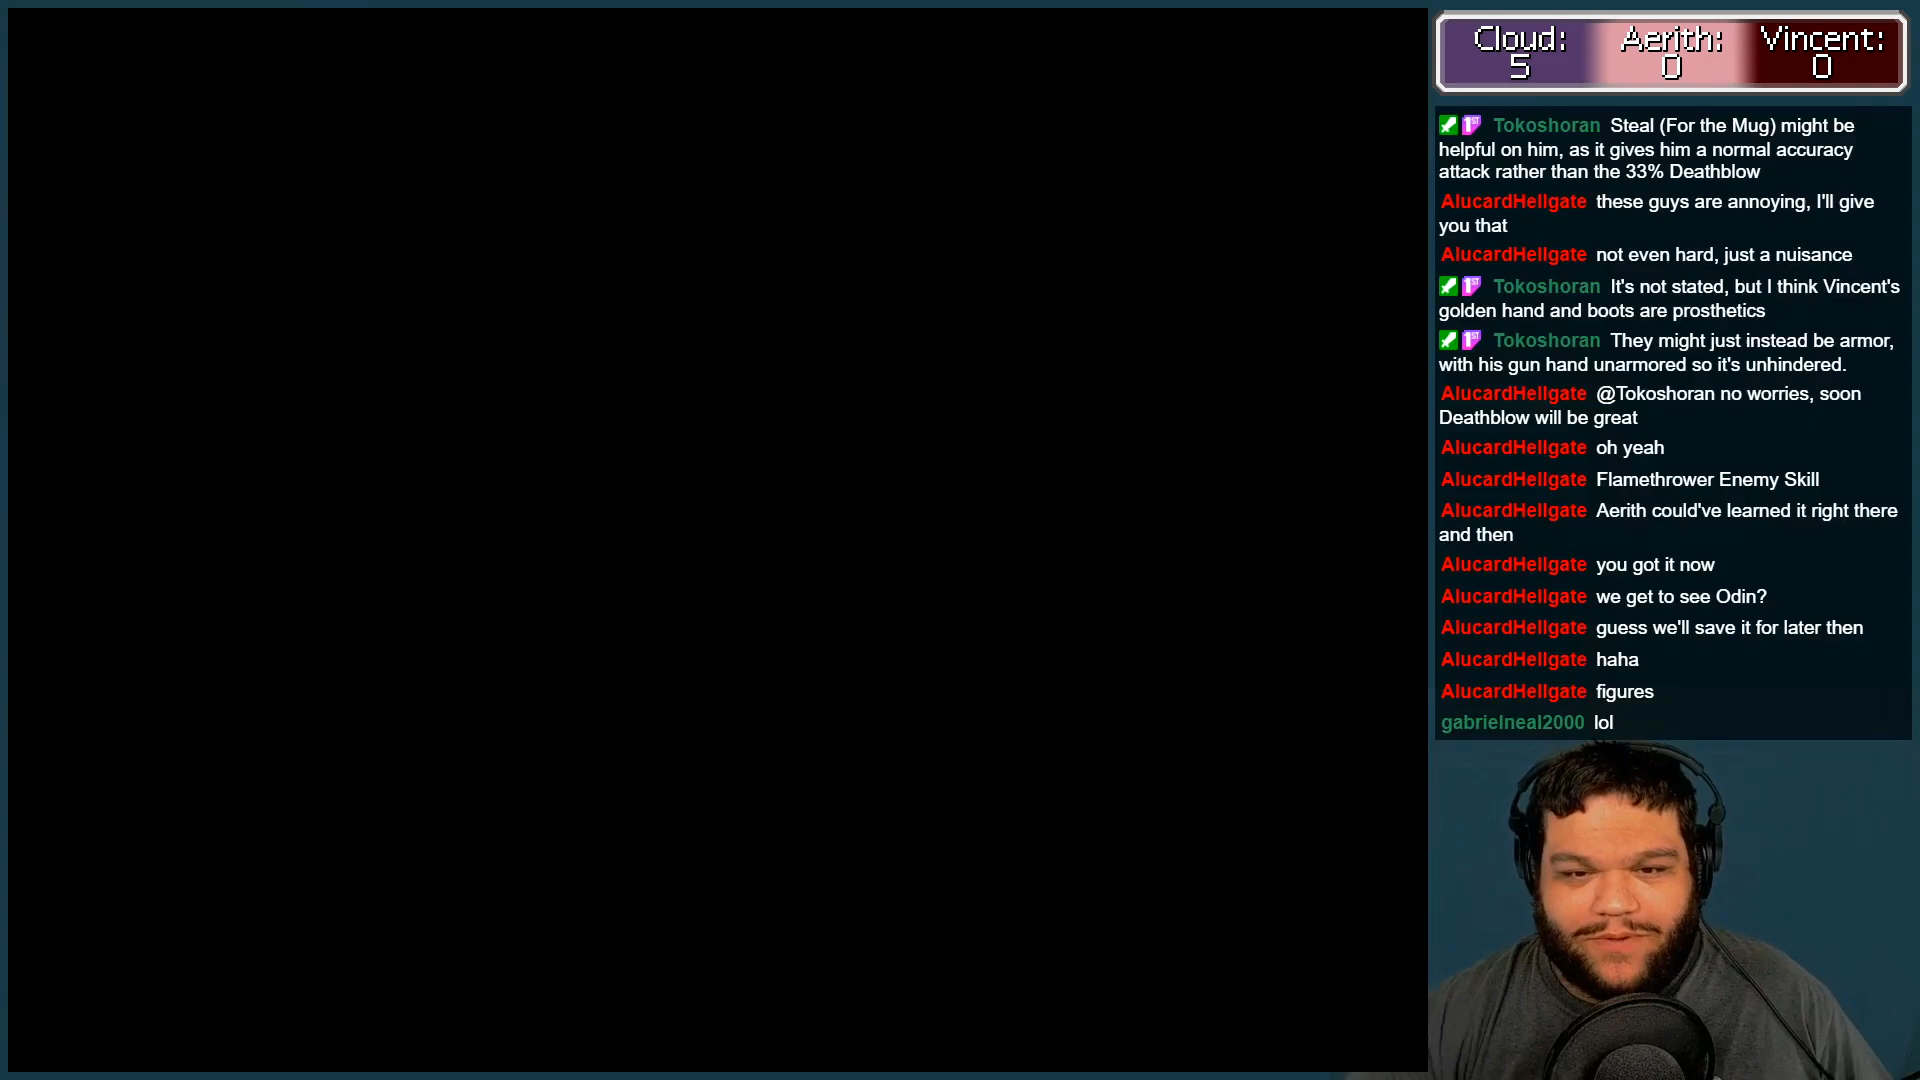 Cloud: Aerith: Vincent:
5 0 0
1ST Tokoshoran Steal (For the Mug) might be
helpful on him, as it gives him a normal accuracy
attack rather than the 33% Deathblow
AlucardHellgate these guys are annoying, I'll give
you that
AlucardHellgate not even hard, just a nuisance
1ST Tokoshoran It's not stated, but I think Vincent's
golden hand and boots are prosthetics
1ST Tokoshoran They might just instead be armor,
with his gun hand unarmored so it's unhindered.
AlucardHellgate @Tokoshoran no worries, soon
Deathblow will be great
AlucardHellgate oh yeah
AlucardHellgate Flamethrower Enemy Skill
AlucardHellgate Aerith could've learned it right there
and then
AlucardHellgate you got it now
AlucardHellgate we get to see Odin?
AlucardHellgate guess we'll save it for later then
AlucardHellgate haha
AlucardHellgate figures
gabrielneal2000 lol